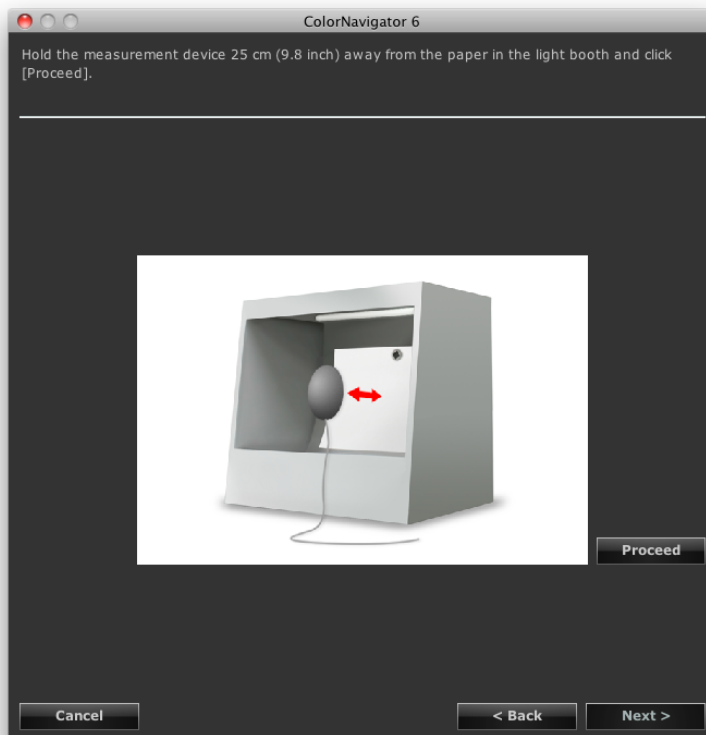 ColorNavigator 6
Hold the measurement device 25 cm (9.8 inch) away from the paper in the light booth and click
[Proceed].
Proceed
Cancel
< Back
Next >